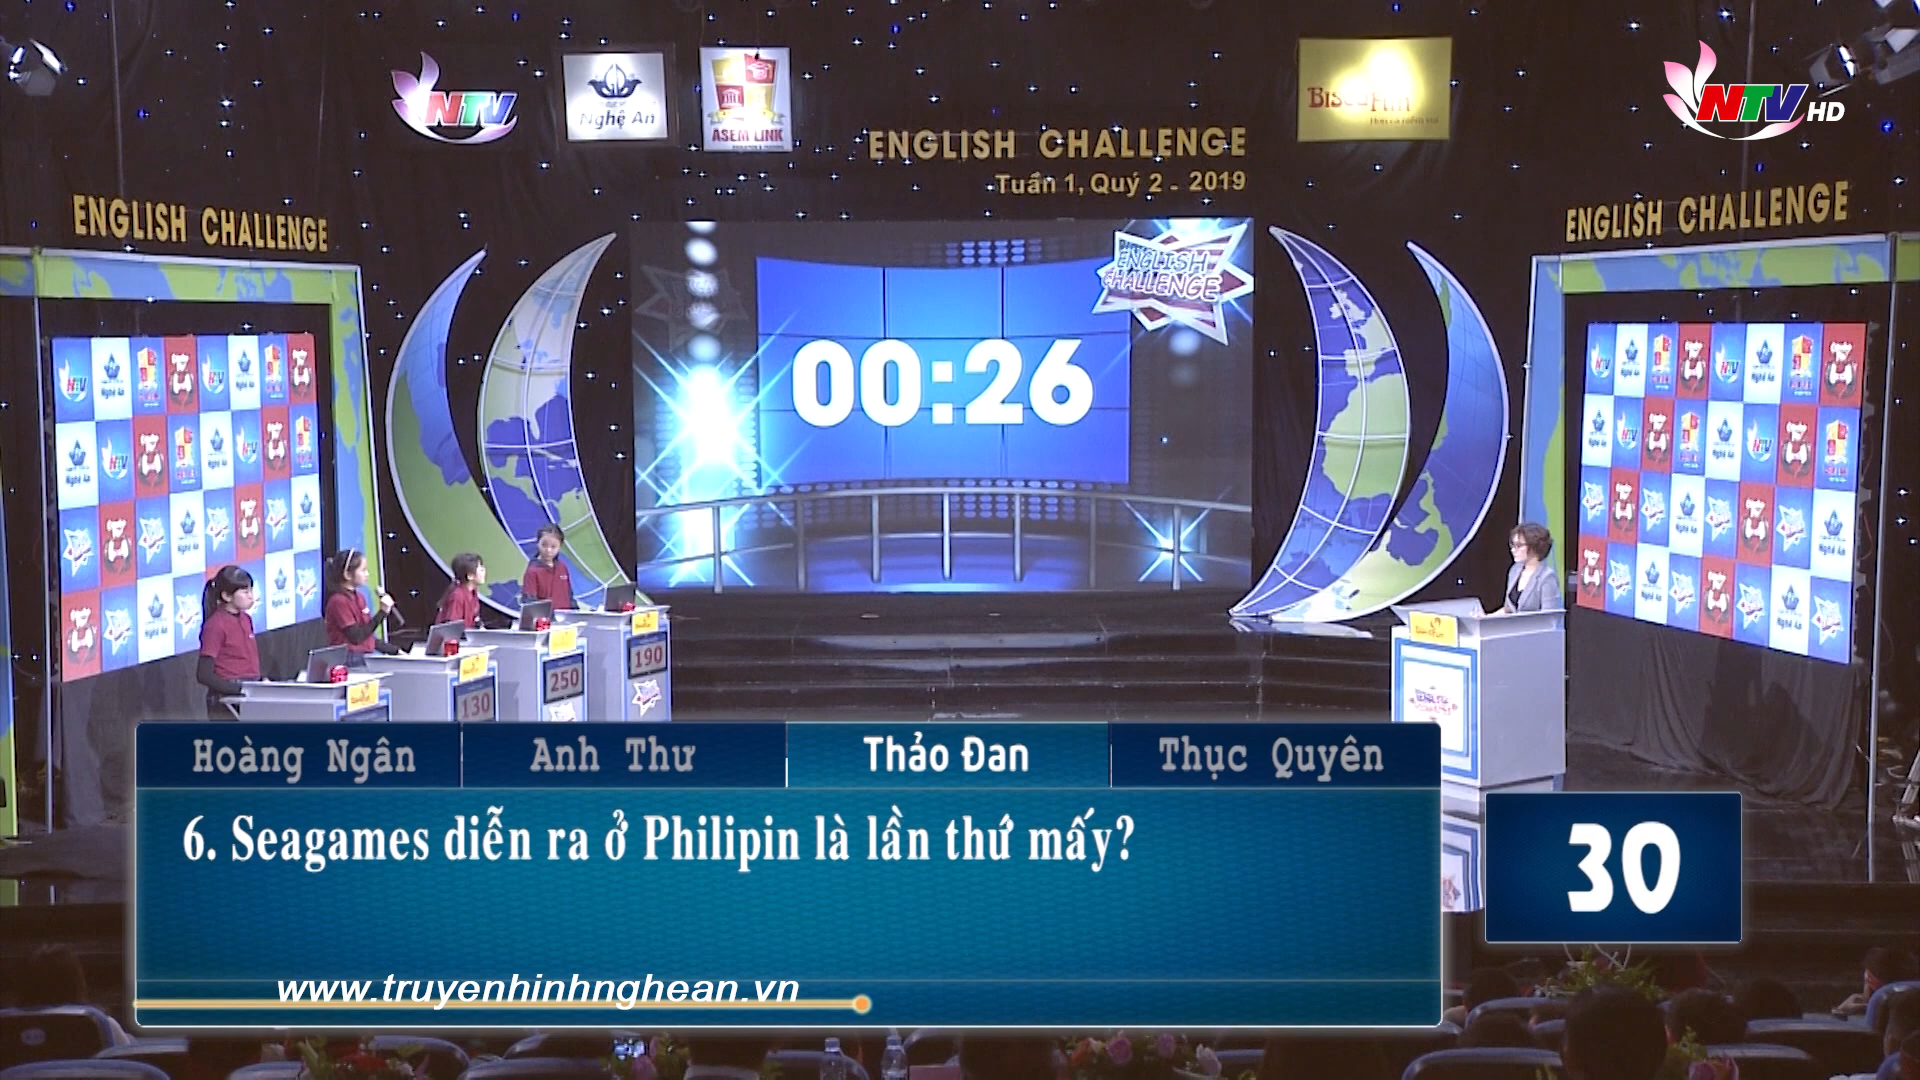 NTV
Nghệ An
ASEM LINK
ENGLISH CHALLENGE
Tuần 1, Quý 2 - 2019
NTV HD
ENGLISH CHALLENGE
ENGLISH CHALLENGE
ENGLISH
CHALLENGE
00:26
190
250
130
Hoàng Ngân
Anh Thư
Thảo Đan
Thục Quyên
6. Seagames diễn ra ở Philipin là lần thứ mấy?
30
www.truyenhinhnghean.vn